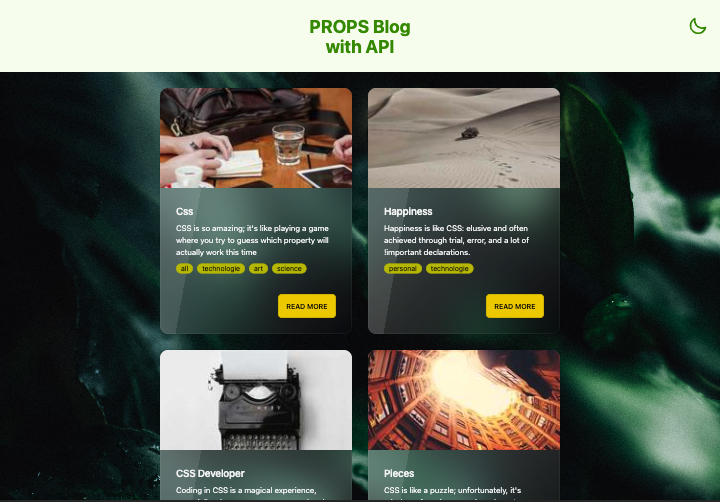 PROPS Blog
with API
Css
CSS is so amazing; it's like playing a game
where you try to guess which property will
actually work this time
all technologie art science
READ MORE
Happiness
Happiness is like CSS: elusive and often
achieved through trial, error, and a lot of
!important declarations.
personal technologie
READ MORE
CSS Developer
Coding in CSS is a magical experience,
Pieces
CSS is like a puzzle; unfortunately, it's